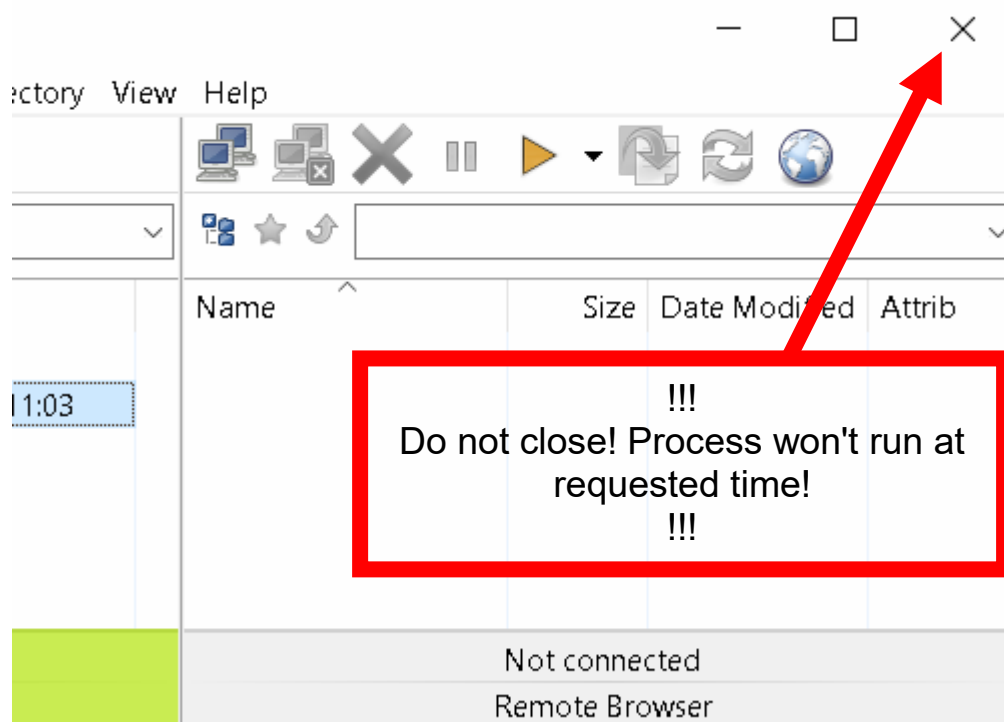 View Help
Name Size Date Modified Attrib
11:03
!!!
Do not close! Process won't run at
requested time!
!!!
Not connected
Remote Browser